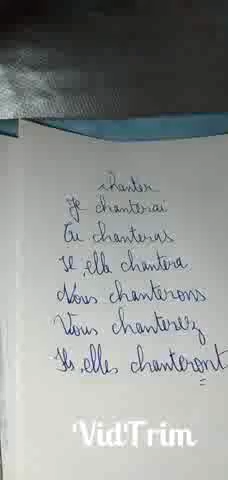 chanter
Je chanterai
Tu chanteras
Il, elle chantera
Nous chanterons
Vous chanterez
Ils, elles chanteront
VidTrim